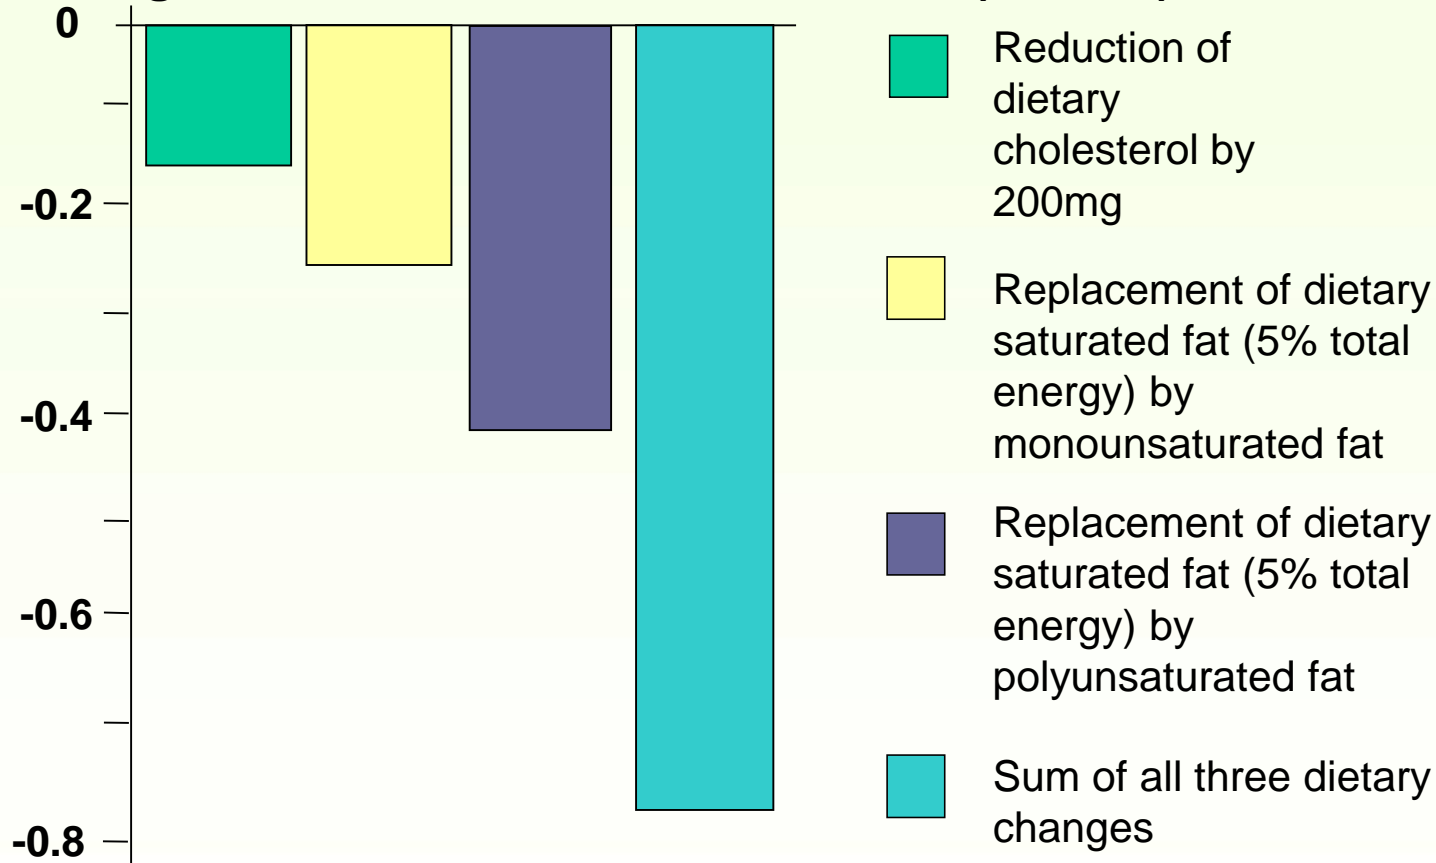 0
-0.2
-0.4
-0.6
-0.8
Reduction of
dietary
cholesterol by
200mg
Replacement of dietary
saturated fat (5% total
energy) by
monounsaturated fat
Replacement of dietary
saturated fat (5% total
energy) by
polyunsaturated fat
Sum of all three dietary
changes